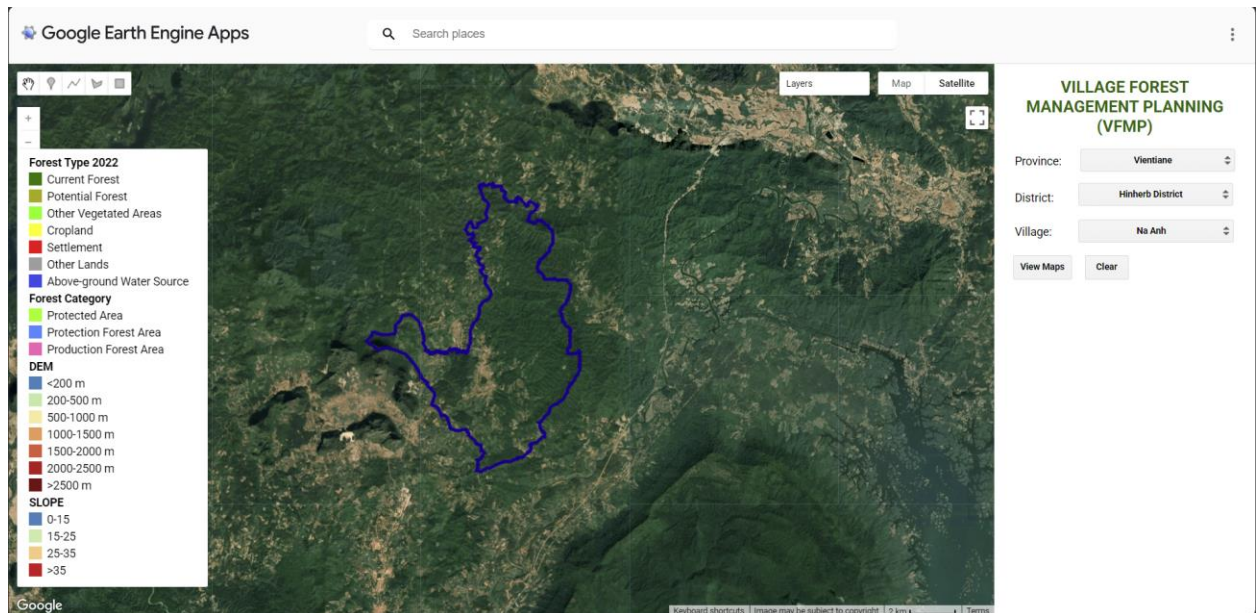 Google Earth Engine Apps
Search places
Layers
Map
Satellite
+
−
Forest Type 2022
Current Forest
Potential Forest
Other Vegetated Areas
Cropland
Settlement
Other Lands
Above-ground Water Source
Forest Category
Protected Area
Protection Forest Area
Production Forest Area
DEM
<200 m
200-500 m
500-1000 m
1000-1500 m
1500-2000 m
2000-2500 m
>2500 m
SLOPE
0-15
15-25
25-35
>35
Google
Keyboard shortcuts
Image may be subject to copyright
2 km
Terms
VILLAGE FOREST
MANAGEMENT PLANNING
(VFMP)
Province: Vientiane
District: Hinherb District
Village: Na Anh
View Maps
Clear